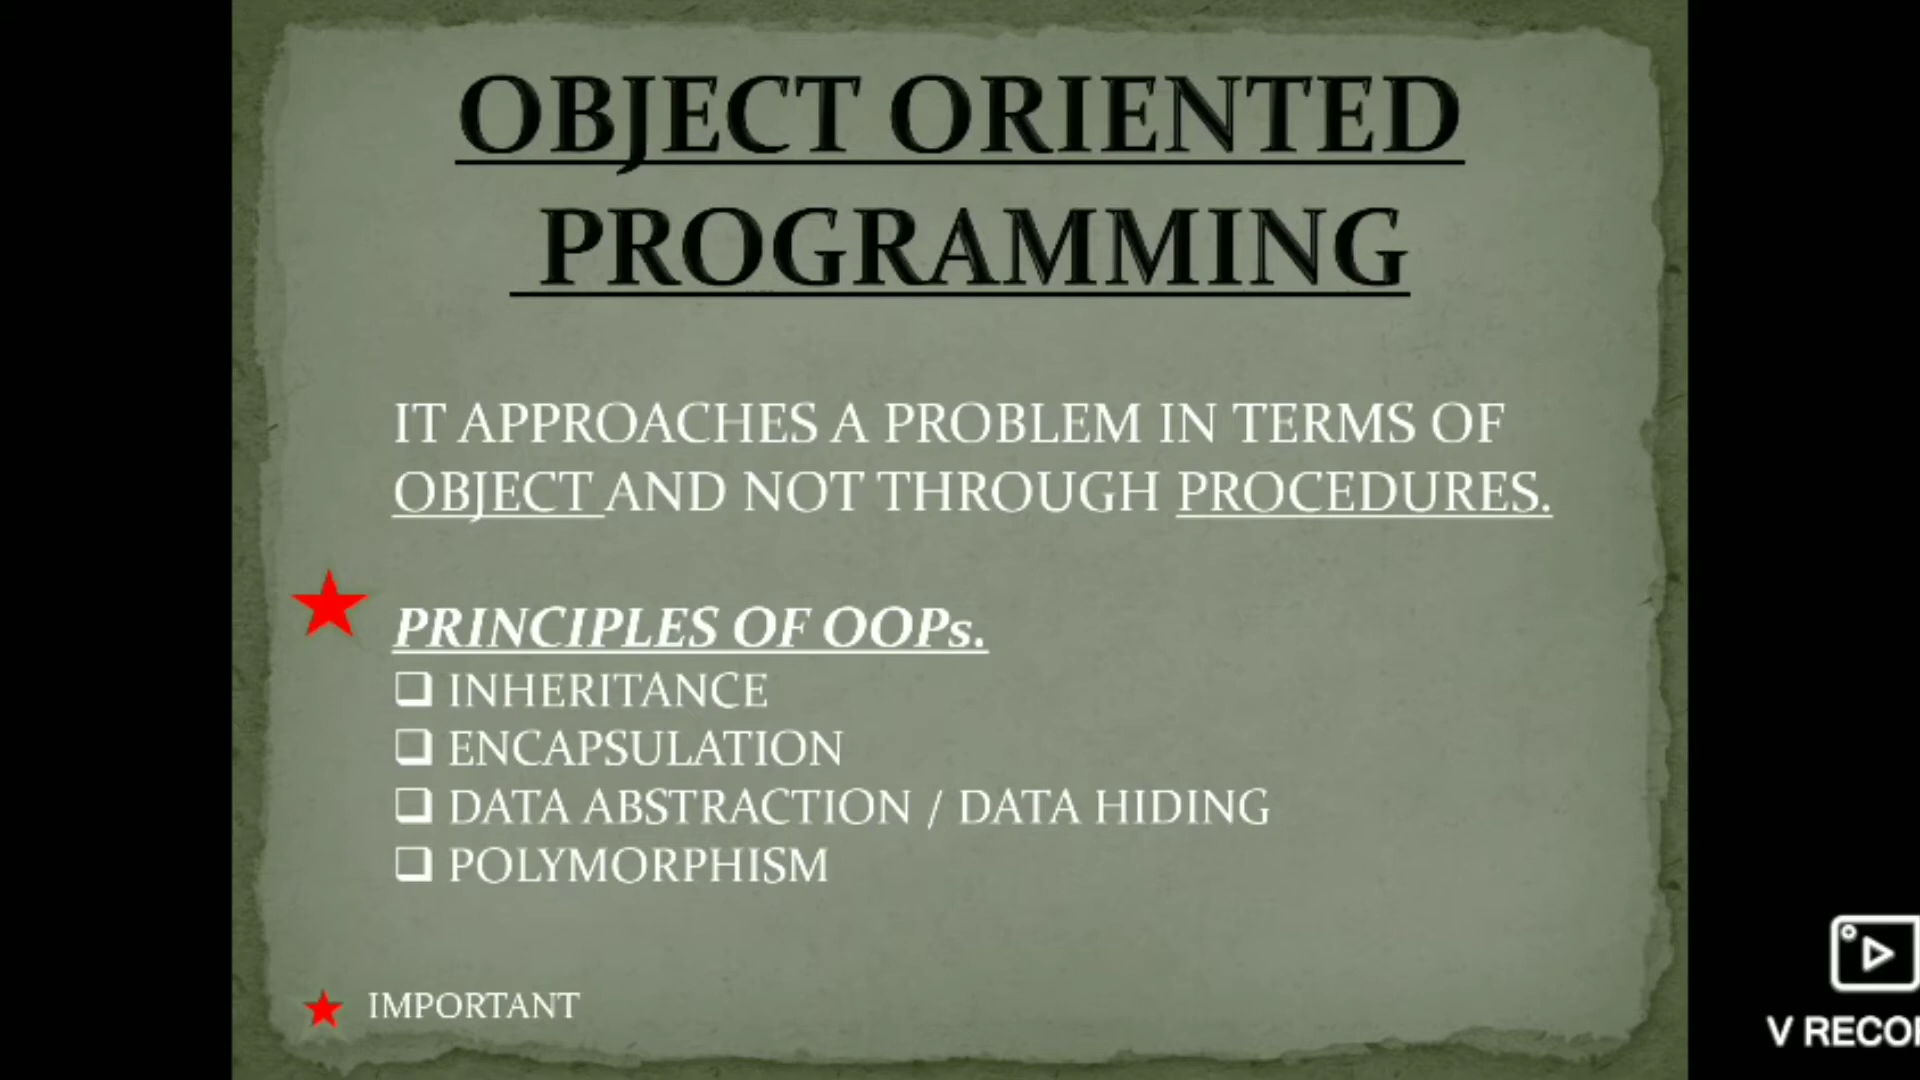 OBJECT ORIENTED
PROGRAMMING
IT APPROACHES A PROBLEM IN TERMS OF
OBJECT AND NOT THROUGH PROCEDURES.
PRINCIPLES OF OOPs.
INHERITANCE
ENCAPSULATION
DATA ABSTRACTION / DATA HIDING
POLYMORPHISM
IMPORTANT